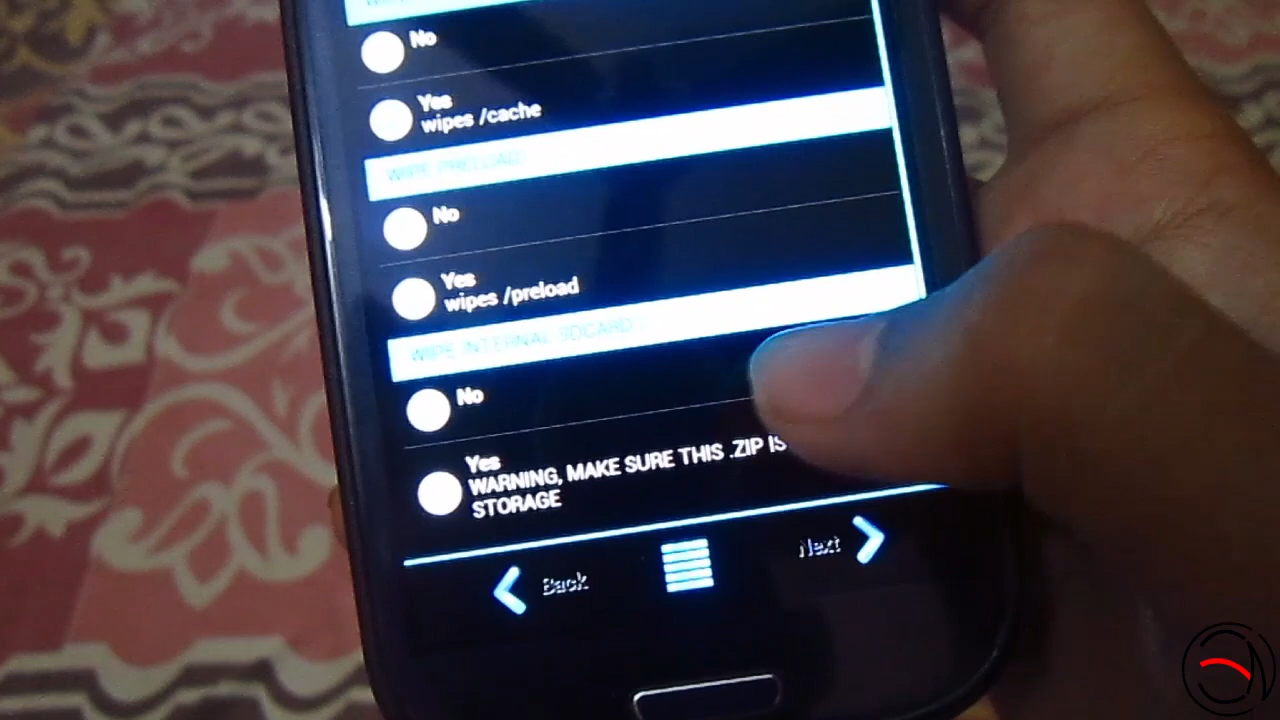 No
Yes
wipes /cache
WIPE PRELOAD
No
Yes
wipes /preload
WIPE INTERNAL SDCARD
No
Yes
WARNING, MAKE SURE THIS .ZIP IS
STORAGE
Back
Next